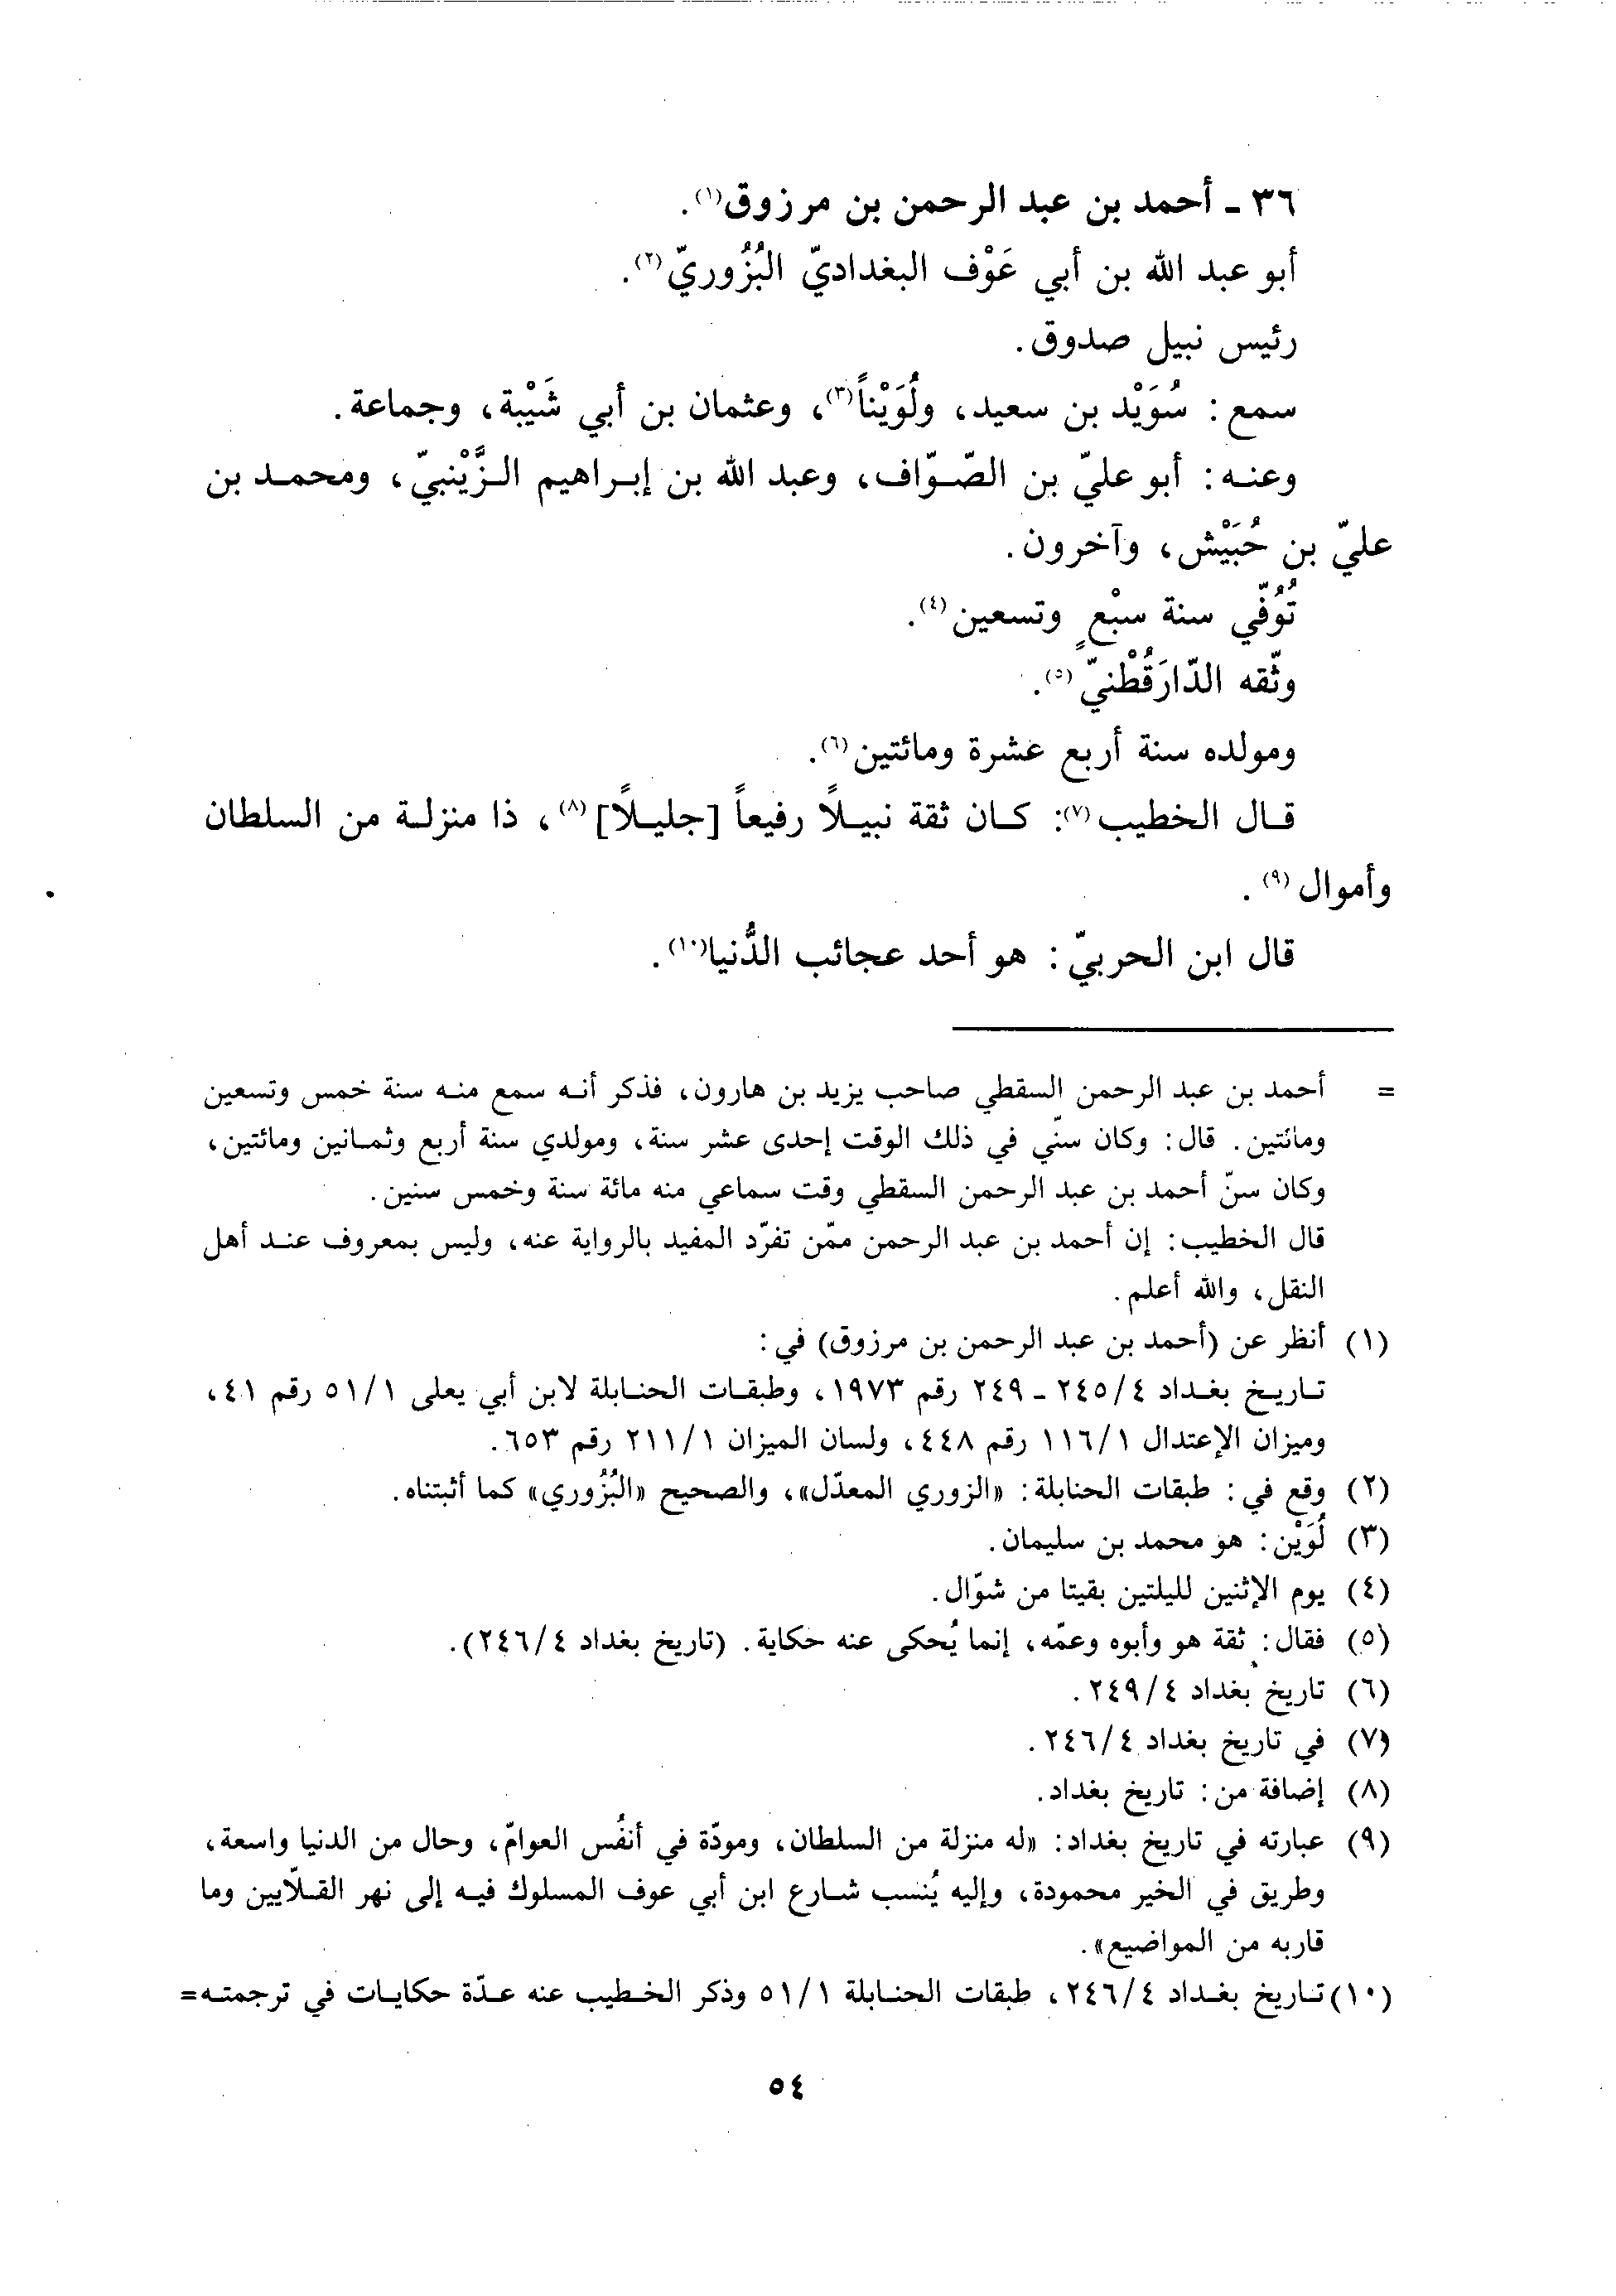 ٣٦ - أحمد بن عبد الرحمن بن مرزوق(١).
أبو عبد الله بن أبي عَوْف البغداديّ البُزُوريّ(٢).
رئيس نبيل صدوق.
سمع: سُوَيْد بن سعيد، ولُوَيْناً(٣)، وعثمان بن أبي شَيْبة، وجماعة.
وعنه: أبو عليّ بن الصّوّاف، وعبد الله بن إبراهيم الزَّيْنبيّ، ومحمد بن
عليّ بن حُبَيْش، وآخرون.
تُوُفّي سنة سبْعٍ وتسعين(٤).
وثّقه الدّارَقُطْنيّ(٥).
ومولده سنة أربع عشرة ومائتين(٦).
قال الخطيب(٧): كان ثقة نبيلاً رفيعاً [جليلاً](٨)، ذا منزلة من السلطان
وأموال(٩).
قال ابن الحربيّ: هو أحد عجائب الدُّنيا(١٠).
= أحمد بن عبد الرحمن السقطي صاحب يزيد بن هارون، فذكر أنه سمع منه سنة خمس وتسعين
ومائتين. قال: وكان سنّي في ذلك الوقت إحدى عشر سنة، ومولدي سنة أربع وثمانين ومائتين،
وكان سنّ أحمد بن عبد الرحمن السقطي وقت سماعي منه مائة سنة وخمس سنين.
قال الخطيب: إن أحمد بن عبد الرحمن ممّن تفرّد المفيد بالرواية عنه، وليس بمعروف عند أهل
النقل، والله أعلم.
(١) أنظر عن (أحمد بن عبد الرحمن بن مرزوق) في:
تاريخ بغداد ٢٤٥/٤ - ٢٤٩ رقم ١٩٧٣، وطبقات الحنابلة لابن أبي يعلى ٥١/١ رقم ٤١،
وميزان الإعتدال ١١٦/١ رقم ٤٤٨، ولسان الميزان ٢١١/١ رقم ٦٥٣.
(٢) وقع في: طبقات الحنابلة: «الزوري المعدّل»، والصحيح «البُزُوري» كما أثبتناه.
(٣) لُوَيْن: هو محمد بن سليمان.
(٤) يوم الإثنين لليلتين بقيتا من شوّال.
(٥) فقال: ثقة هو وأبوه وعمّه، إنما يُحكى عنه حكاية. (تاريخ بغداد ٢٤٦/٤).
(٦) تاريخ بغداد ٢٤٩/٤.
(٧) في تاريخ بغداد ٢٤٦/٤.
(٨) إضافة من: تاريخ بغداد.
(٩) عبارته في تاريخ بغداد: «له منزلة من السلطان، ومودّة في أنفُس العوامّ، وحال من الدنيا واسعة،
وطريق في الخير محمودة، وإليه يُنسب شارع ابن أبي عوف المسلوك فيه إلى نهر القلّايين وما
قاربه من المواضيع».
(١٠) تاريخ بغداد ٢٤٦/٤، طبقات الحنابلة ٥١/١ وذكر الخطيب عنه عدّة حكايات في ترجمته=
٥٤